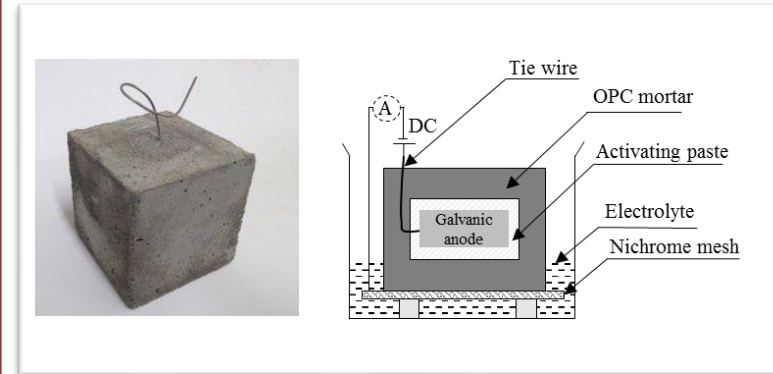 Tie wire
OPC mortar
A
DC
Activating paste
Galvanic
anode
Electrolyte
Nichrome mesh